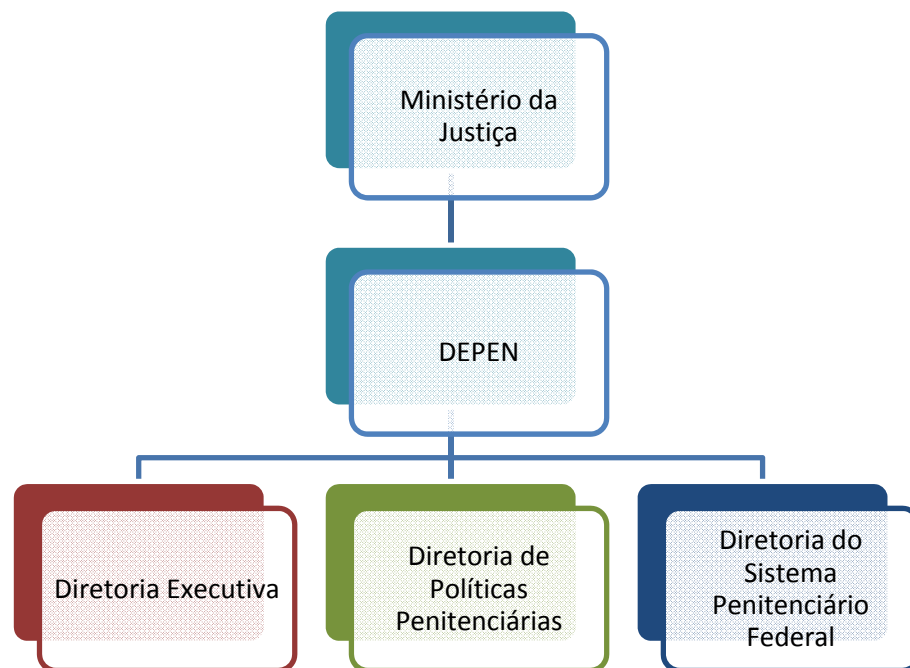 Ministério da
Justiça
DEPEN
Diretoria Executiva
Diretoria de
Políticas
Penitenciárias
Diretoria do
Sistema
Penitenciário
Federal